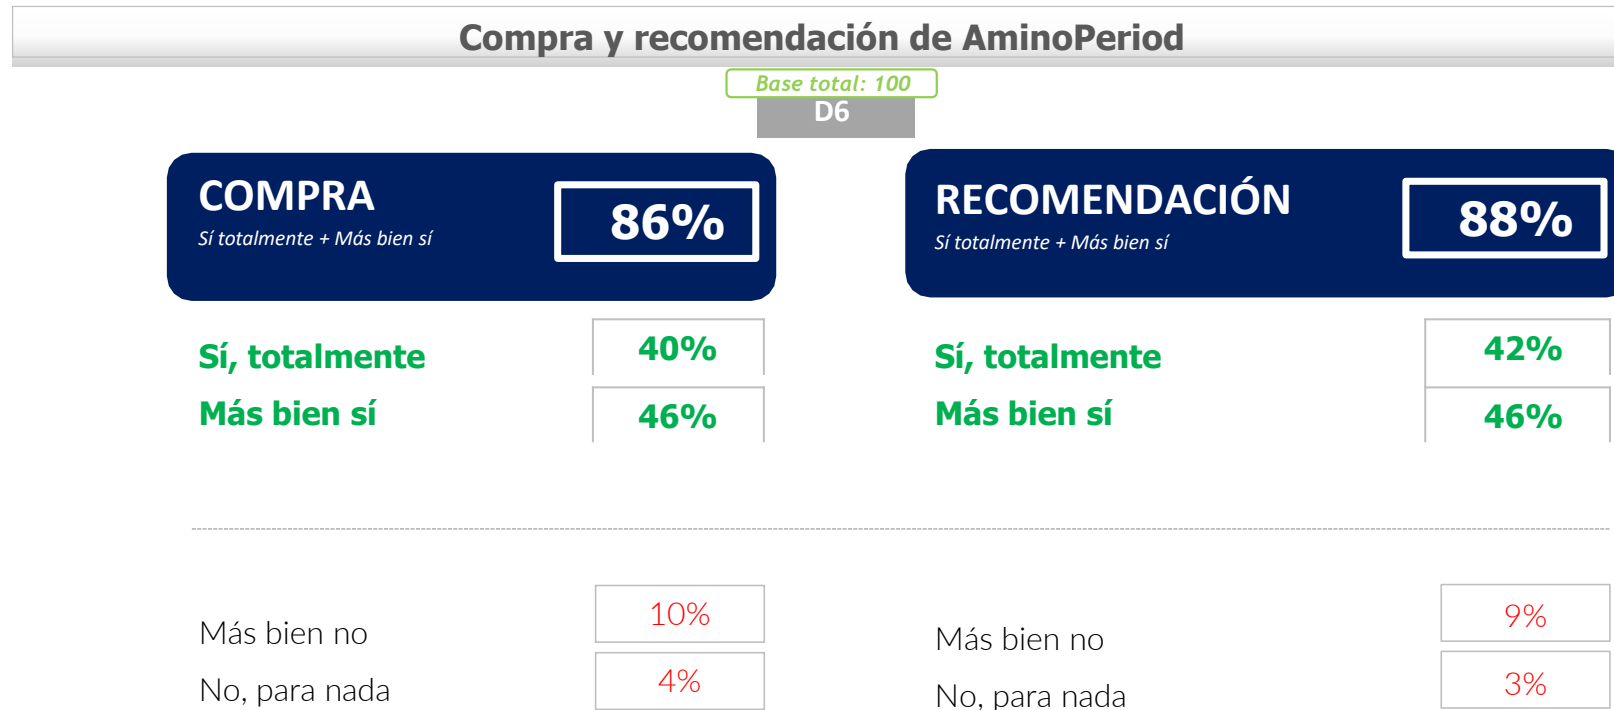 Compra y recomendación de AminoPeriod
Base total: 100
D6
COMPRA
Sí totalmente + Más bien sí
86%
Sí, totalmente 40%
Más bien sí 46%
Más bien no 10%
No, para nada 4%
RECOMENDACIÓN
Sí totalmente + Más bien sí
88%
Sí, totalmente 42%
Más bien sí 46%
Más bien no 9%
No, para nada 3%